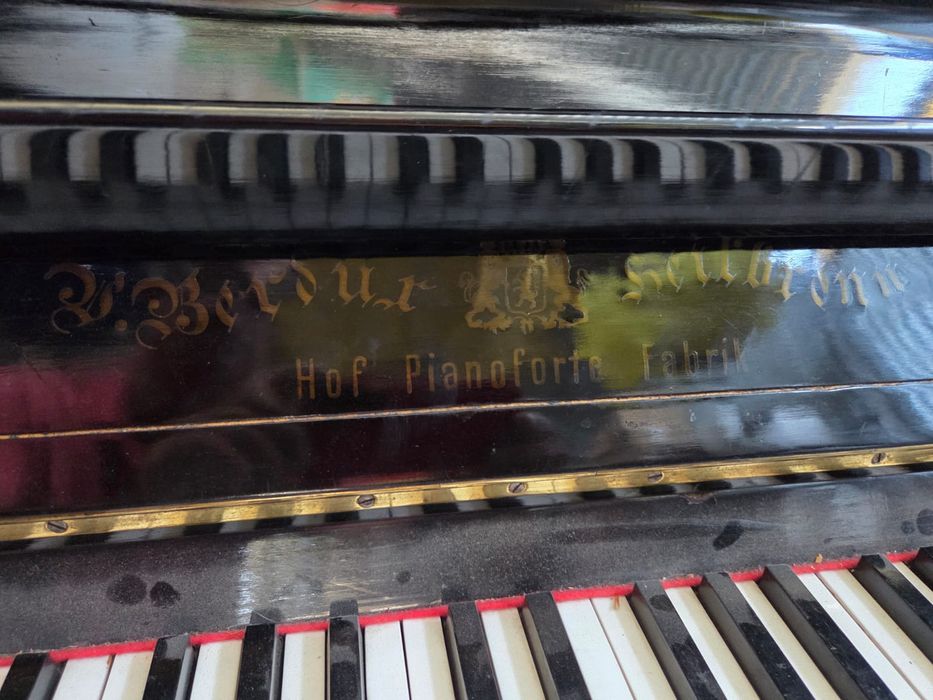 V. Berdux Heilbronn
Hof Pianoforte Fabrik